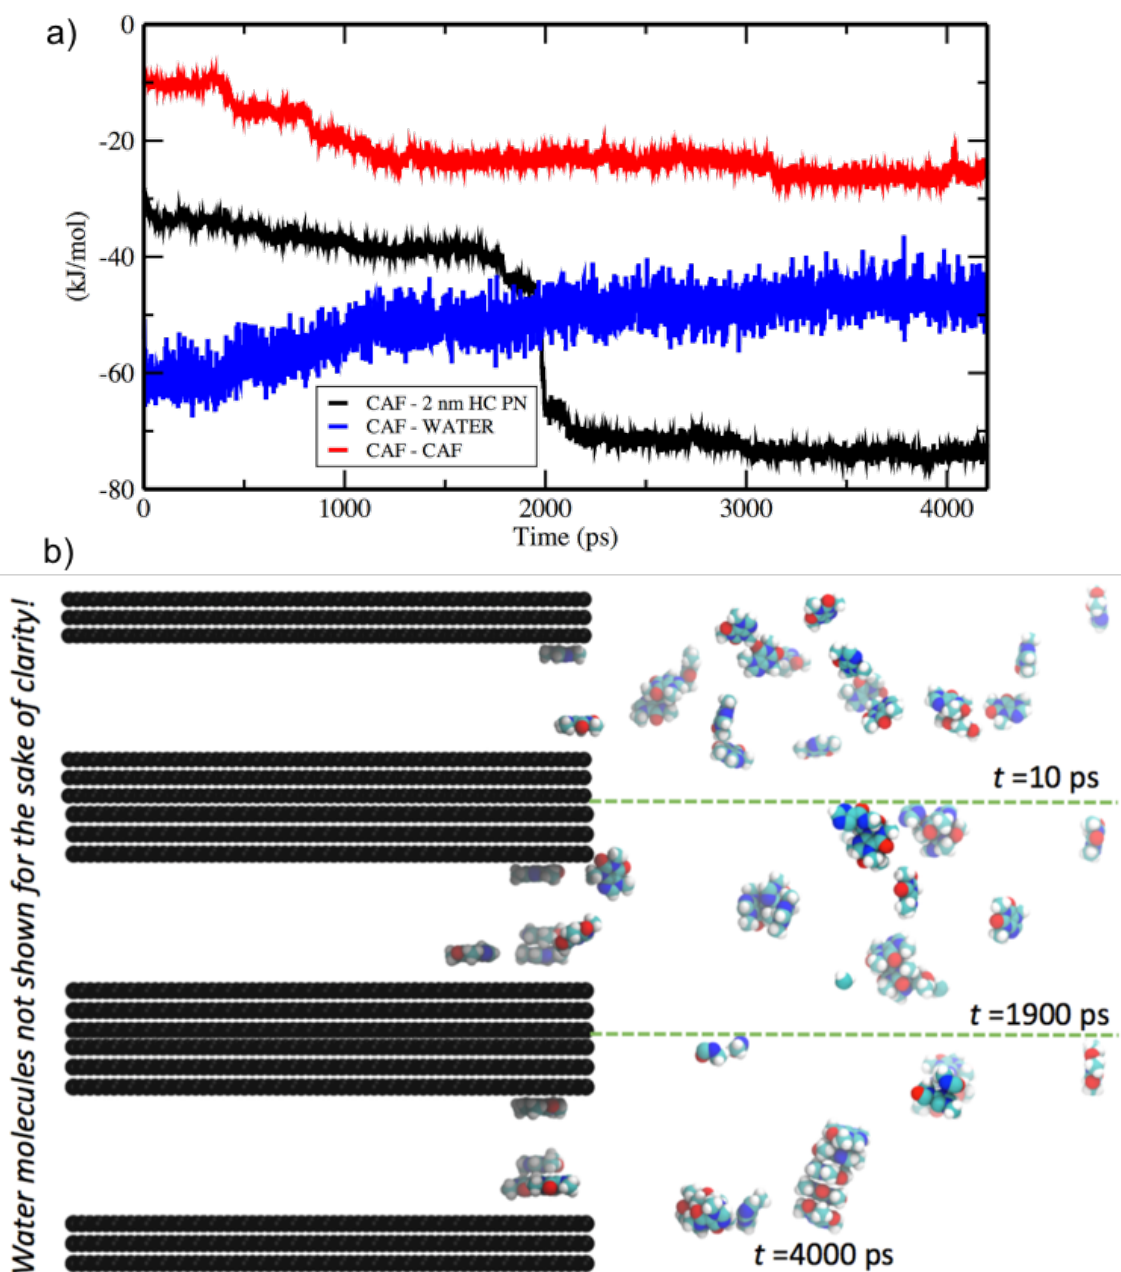 a)
0
-20
-40
-60
-80
(kJ/mol)
CAF - 2 nm HC PN
CAF - WATER
CAF - CAF
0 1000 2000 3000 4000
Time (ps)
b)
Water molecules not shown for the sake of clarity!
t =10 ps
t =1900 ps
t =4000 ps